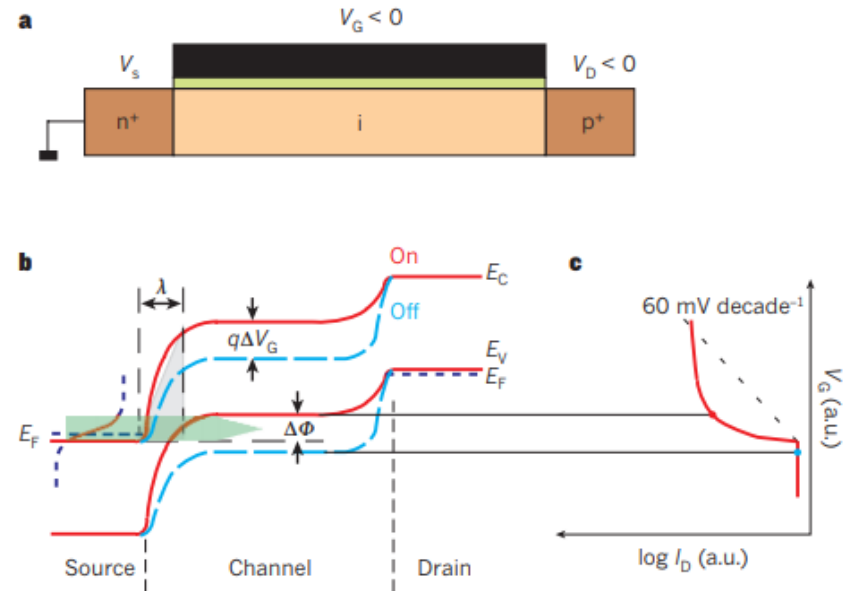 a
V_G < 0
V_s
V_D < 0
n⁺
i
p⁺
b
On
c
λ
E_C
Off
60 mV decade⁻¹
qΔV_G
E_V
E_F
V_G (a.u.)
E_F
ΔΦ
log I_D (a.u.)
Source
Channel
Drain